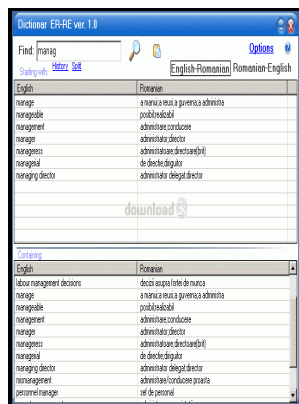 Dictionar ER-RE ver. 1.0
Find: manag
Options
Starting with: History Split
English-Romanian Romanian-English
English Romanian
manage a manui;a reusi;a guverna;a administra
manageable posibil;realizabil
management administrare;conducere
manager administrator;director
manageress administratoare;directoare(brit)
managerial de directie;diriguitor
managing director administrator delegat;director
download
Containing:
English Romanian
labour management decisions decizii asupra fortei de munca
manage a manui;a reusi;a guverna;a administra
manageable posibil;realizabil
management administrare;conducere
manager administrator;director
manageress administratoare;directoare(brit)
managerial de directie;diriguitor
managing director administrator delegat;director
mismanagement administrare/conducere proasta
personnel manager sef de personal